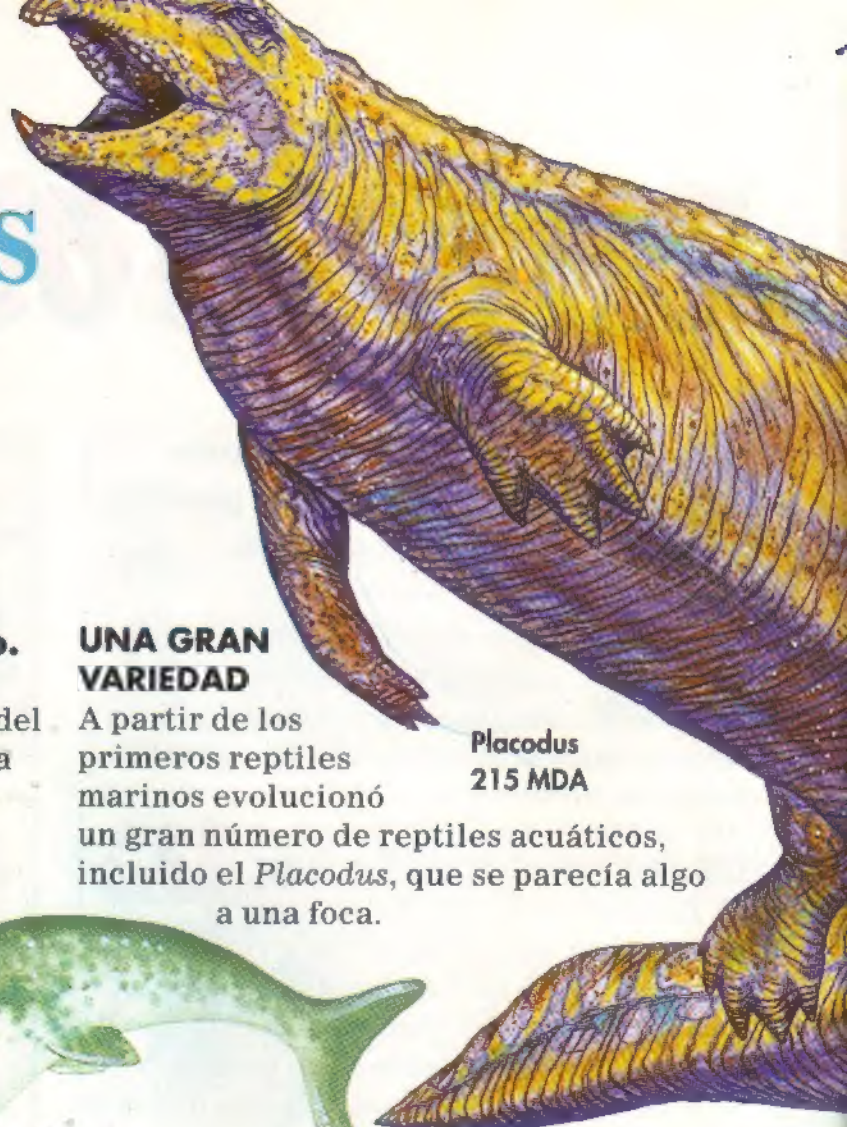 S
o.
del
a
UNA GRAN
VARIEDAD
A partir de los
primeros reptiles
marinos evolucionó
un gran número de reptiles acuáticos,
incluido el Placodus, que se parecía algo
a una foca.
Placodus
215 MDA